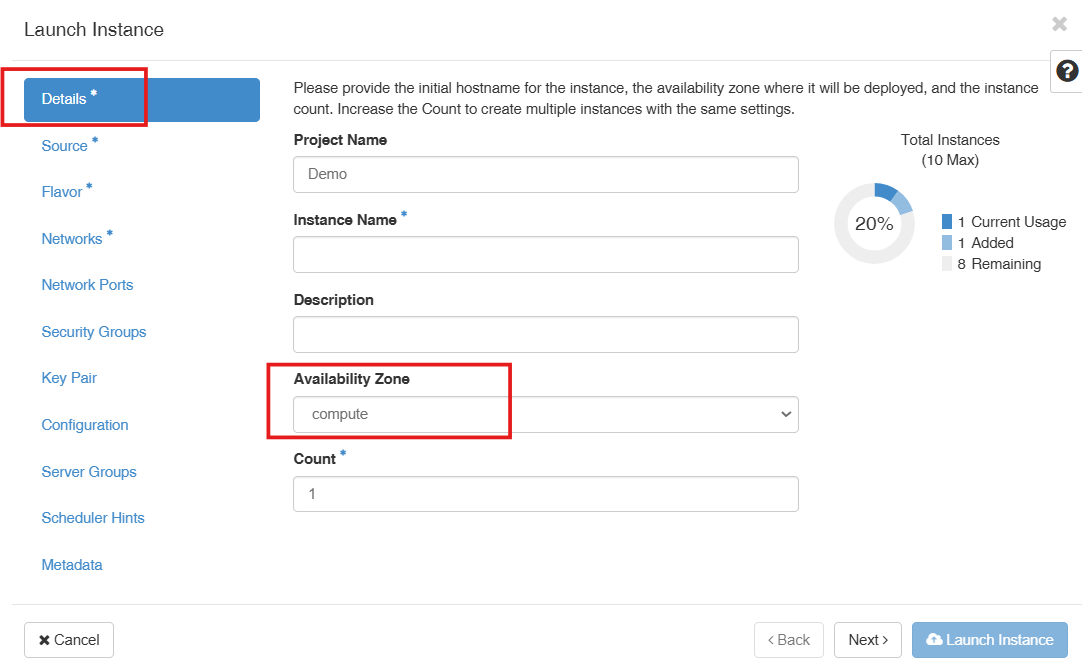 Launch Instance
Details *
Source *
Flavor *
Networks *
Network Ports
Security Groups
Key Pair
Configuration
Server Groups
Scheduler Hints
Metadata
Please provide the initial hostname for the instance, the availability zone where it will be deployed, and the instance
count. Increase the Count to create multiple instances with the same settings.
Project Name
Demo
Instance Name *
Description
Availability Zone
compute
Count *
1
Total Instances
(10 Max)
20%
1 Current Usage
1 Added
8 Remaining
Cancel
< Back
Next >
Launch Instance